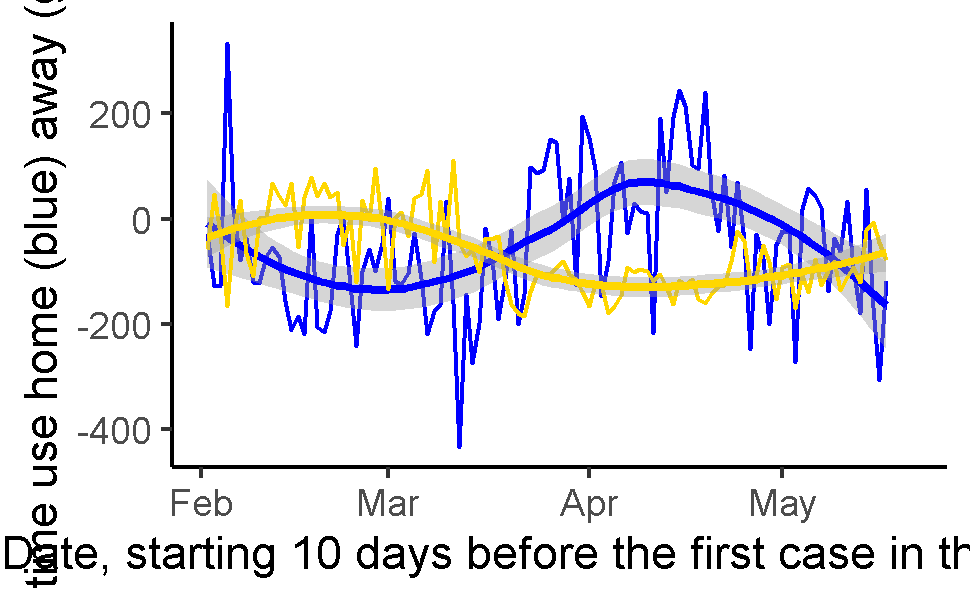 time use home (blue) away (
200
0
-200
-400
Feb Mar Apr May
Date, starting 10 days before the first case in th